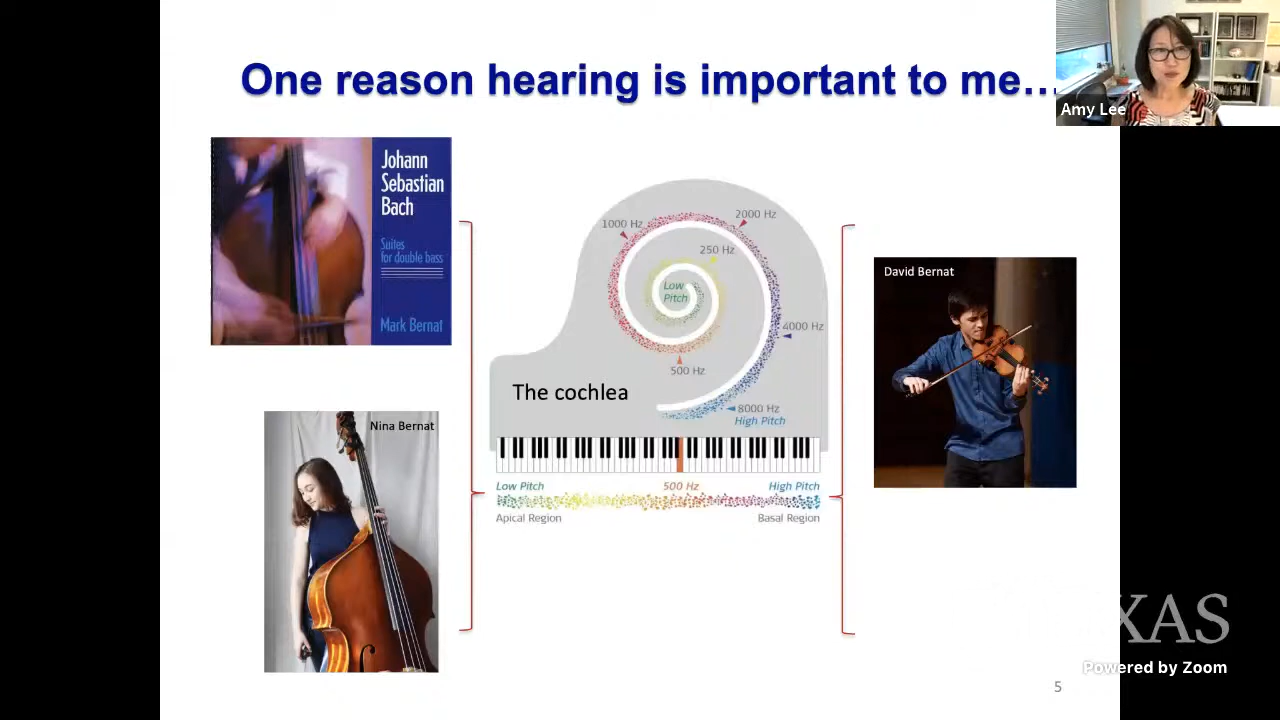 One reason hearing is important to me…
Amy Lee
Johann
Sebastian
Bach
Suites
for double bass
Mark Bernat
Nina Bernat
1000 Hz
2000 Hz
250 Hz
Low
Pitch
4000 Hz
500 Hz
The cochlea
8000 Hz
High Pitch
Low Pitch
500 Hz
High Pitch
Apical Region
Basal Region
David Bernat
XAS
Powered by Zoom
5